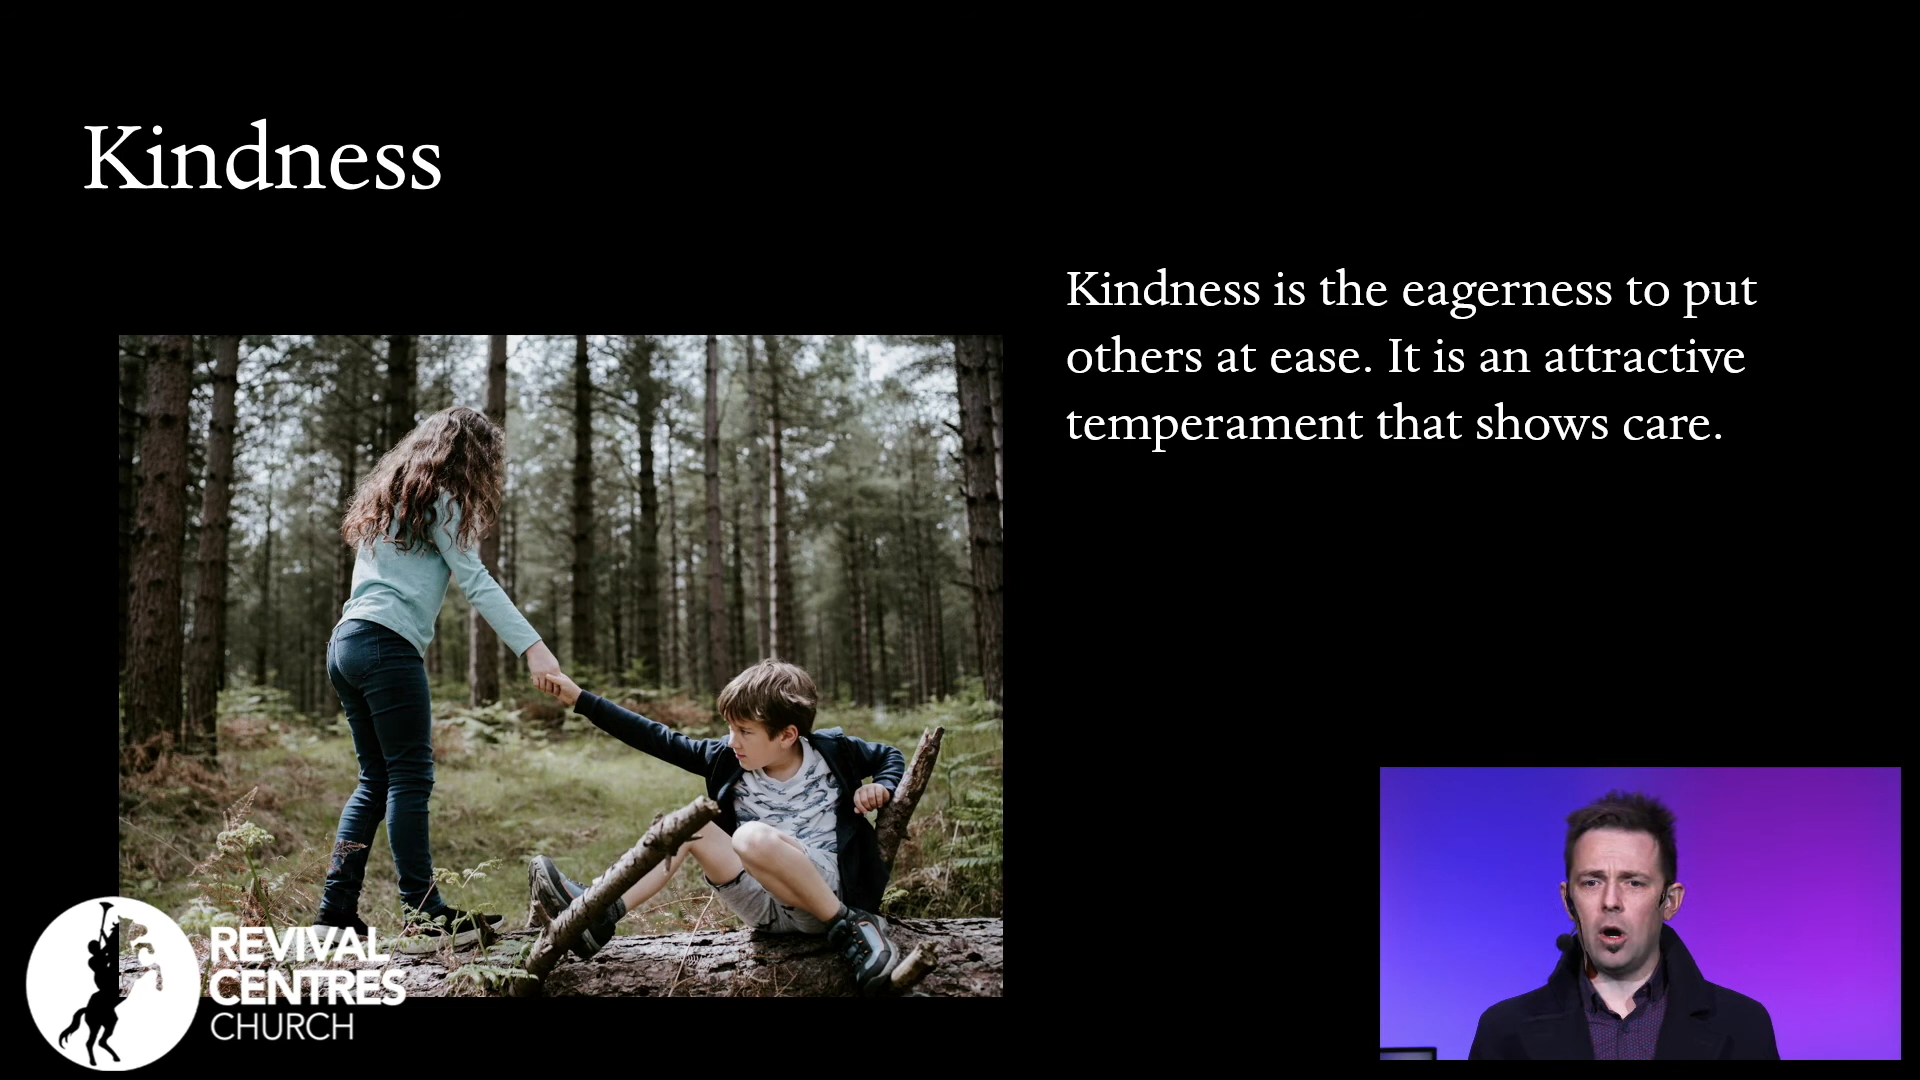 Kindness
Kindness is the eagerness to put
others at ease. It is an attractive
temperament that shows care.
REVIVAL
CENTRES
CHURCH